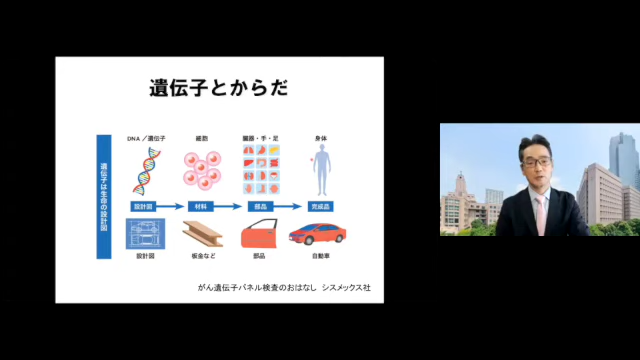 遺伝子とからだ
DNA／遺伝子 細胞 臓器・手・足 身体
遺伝子は生命の設計図
設計図 材料 部品 完成品
設計図 板金など 部品 自動車
がん遺伝子パネル検査のおはなし シスメックス社